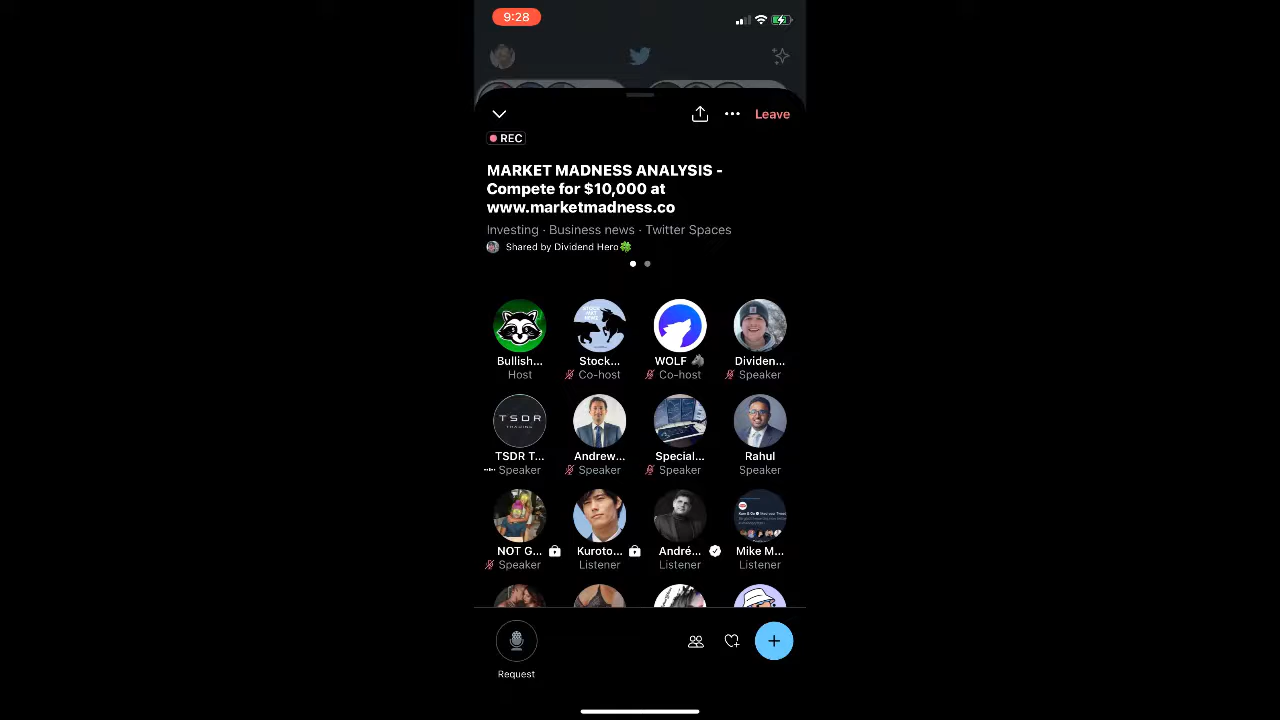 9:28
Leave
REC
MARKET MADNESS ANALYSIS -
Compete for $10,000 at
www.marketmadness.co
Investing · Business news · Twitter Spaces
Shared by Dividend Hero🍀
Bullish... Stock... WOLF 🐺 Dividen...
Host Co-host Co-host Speaker
TSDR
TRADING
TSDR T... Andrew... Special... Rahul
Speaker Speaker Speaker Speaker
NOT G... Kuroto... André... Mike M...
Speaker Listener Listener Listener
Request